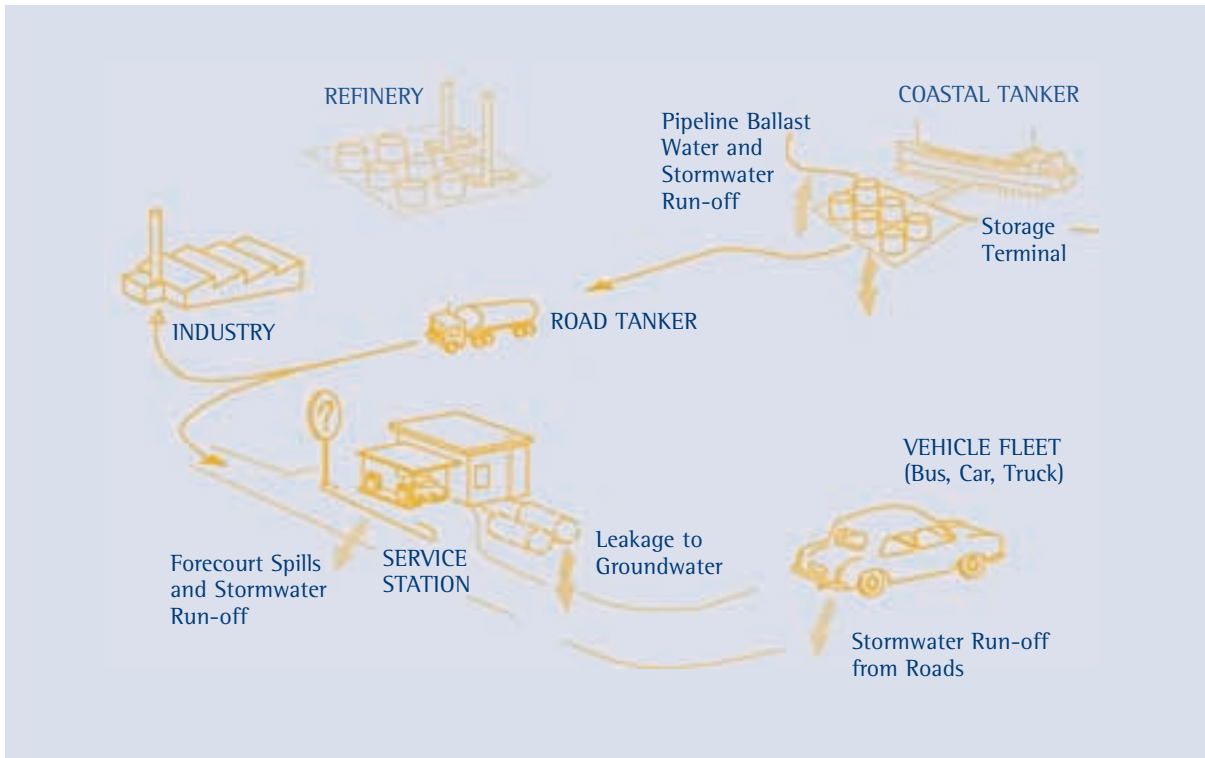 REFINERY
COASTAL TANKER
Pipeline Ballast
Water and
Stormwater
Run-off
Storage
Terminal
INDUSTRY
ROAD TANKER
?
VEHICLE FLEET
(Bus, Car, Truck)
Leakage to
Groundwater
SERVICE
STATION
Forecourt Spills
and Stormwater
Run-off
Stormwater Run-off
from Roads